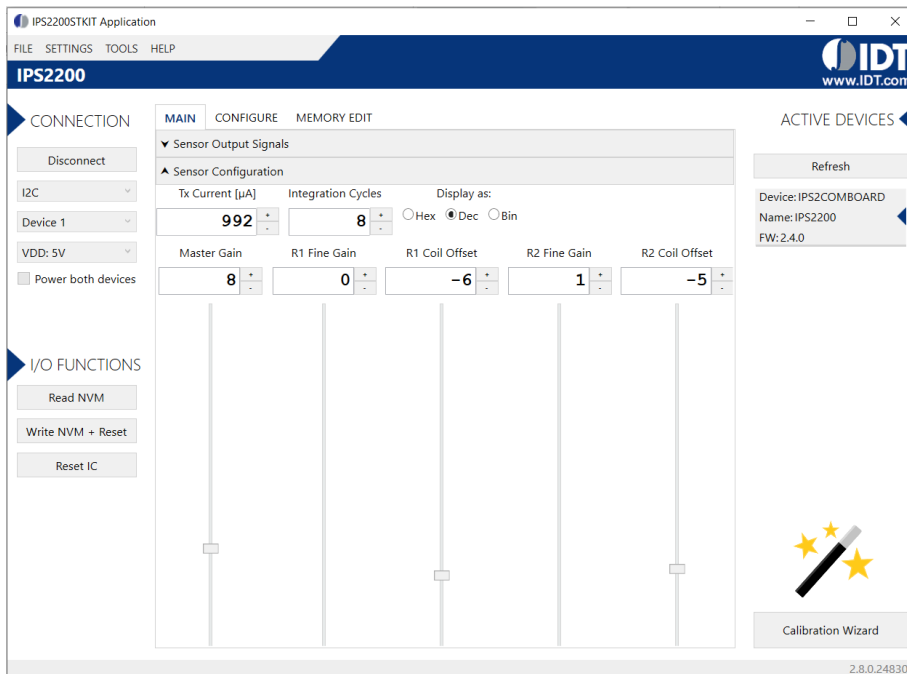 IPS2200STKIT Application
FILE SETTINGS TOOLS HELP
IDT
www.IDT.com
IPS2200
CONNECTION
Disconnect
I2C
Device 1
VDD: 5V
Power both devices
I/O FUNCTIONS
Read NVM
Write NVM + Reset
Reset IC
MAIN CONFIGURE MEMORY EDIT
Sensor Output Signals
Sensor Configuration
Tx Current [µA] Integration Cycles Display as:
992 + - 8 + - Hex Dec Bin
Master Gain R1 Fine Gain R1 Coil Offset R2 Fine Gain R2 Coil Offset
8 + - 0 + - -6 + - 1 + - -5 + -
ACTIVE DEVICES
Refresh
Device: IPS2COMBOARD
Name: IPS2200
FW: 2.4.0
Calibration Wizard
2.8.0.24830